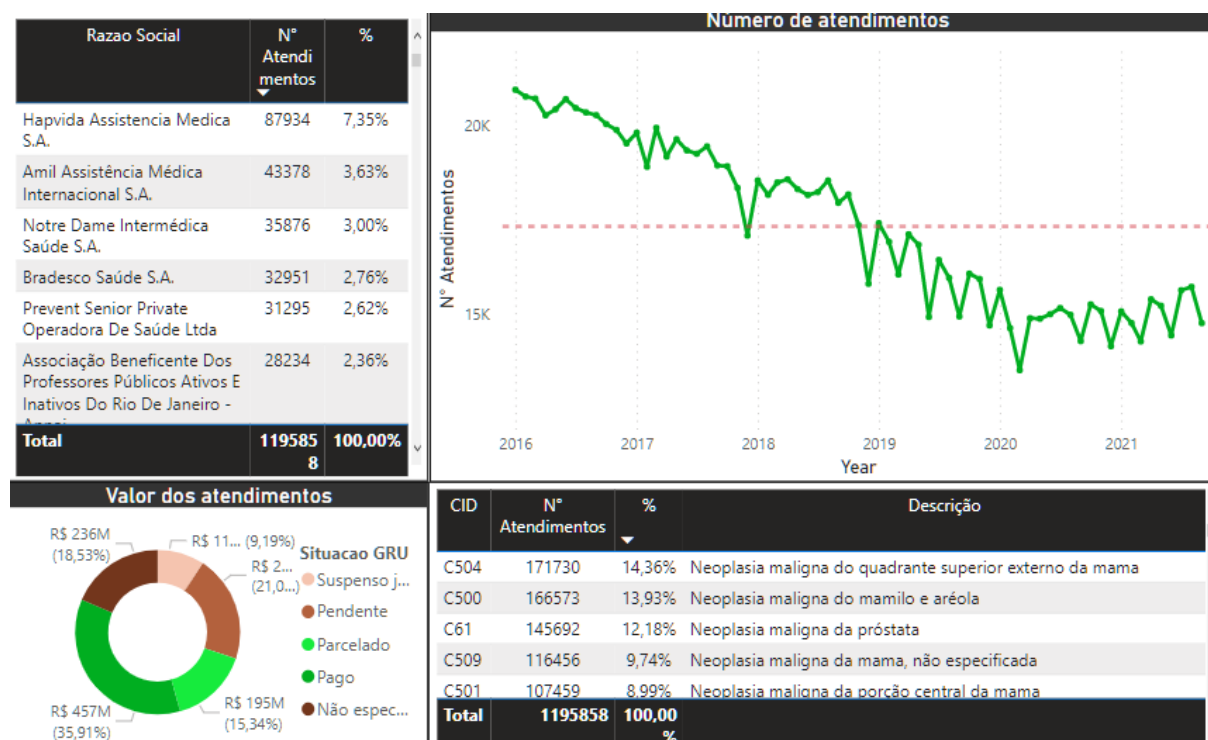 Razao Social
N°
Atendi
mentos
%
Hapvida Assistencia Medica
S.A.
87934
7,35%
Amil Assistência Médica
Internacional S.A.
43378
3,63%
Notre Dame Intermédica
Saúde S.A.
35876
3,00%
Bradesco Saúde S.A.
32951
2,76%
Prevent Senior Private
Operadora De Saúde Ltda
31295
2,62%
Associação Beneficente Dos
Professores Públicos Ativos E
Inativos Do Rio De Janeiro -
28234
2,36%
Total
119585
8
100,00%
Número de atendimentos
N° Atendimentos
20K
15K
2016
2017
2018
2019
2020
2021
Year
Valor dos atendimentos
R$ 236M
(18,53%)
R$ 11... (9,19%)
R$ 2...
(21,0...)
R$ 195M
(15,34%)
R$ 457M
(35,91%)
Situacao GRU
Suspenso j...
Pendente
Parcelado
Pago
Não espec...
CID
N°
Atendimentos
%
Descrição
C504 171730 14,36% Neoplasia maligna do quadrante superior externo da mama
C500 166573 13,93% Neoplasia maligna do mamilo e aréola
C61 145692 12,18% Neoplasia maligna da próstata
C509 116456 9,74% Neoplasia maligna da mama, não especificada
C501 107459 8,99% Neoplasia maligna da porção central da mama
Total 1195858 100,00
%